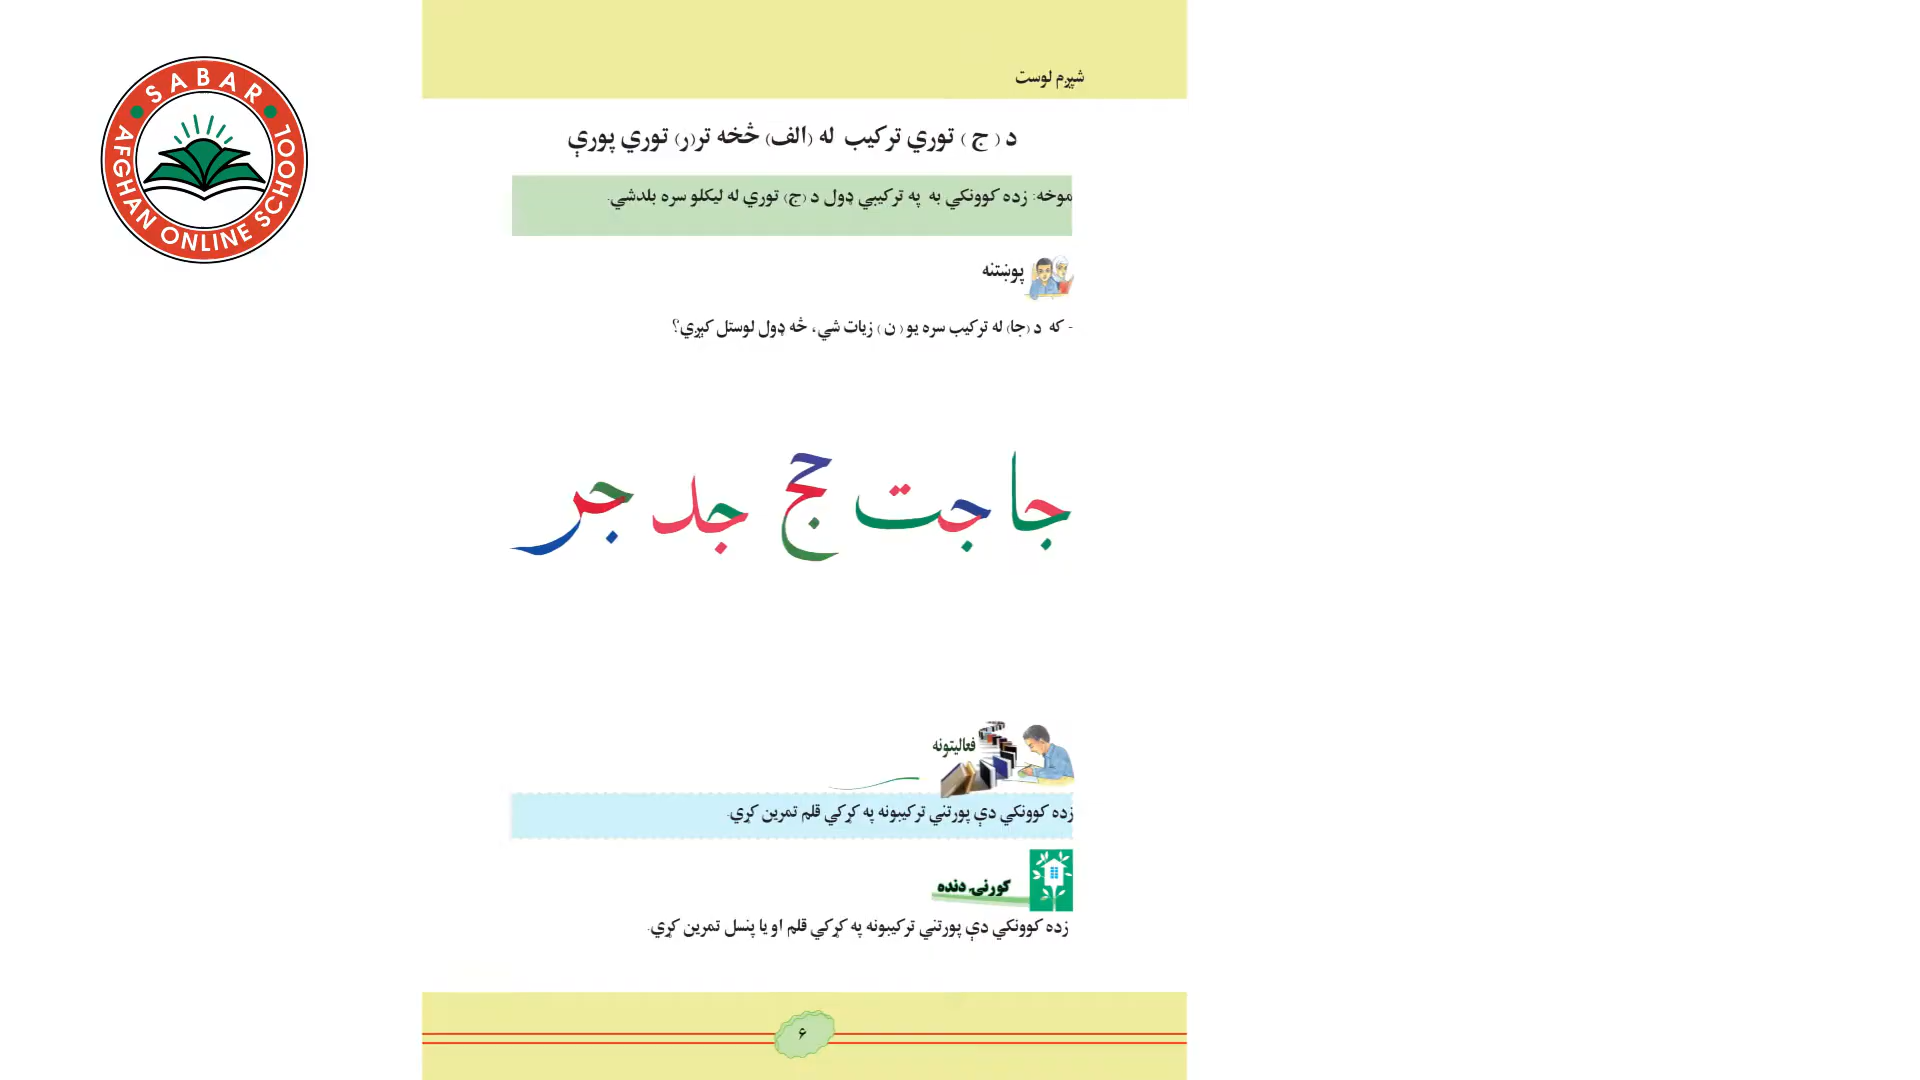 SABAR
AFGHAN ONLINE SCHOOL
شپږم لوست
د ( ج ) توري ترکیب له (الف) څخه تر(ر) توري پورې
موخه: زده کوونکي به په ترکیبي ډول د (ج) توري له لیکلو سره بلدشي.
پوښتنه
- که د (جا) له ترکیب سره یو ( ن ) زیات شي، څه ډول لوستل کېږي؟
جا جت جج جد جر
فعالیتونه
زده کوونکي دې پورتني ترکیبونه په کړکي قلم تمرین کړي.
کورنۍ دنده
زده کوونکي دې پورتني ترکیبونه په کړکي قلم او یا پنسل تمرین کړي.
۶